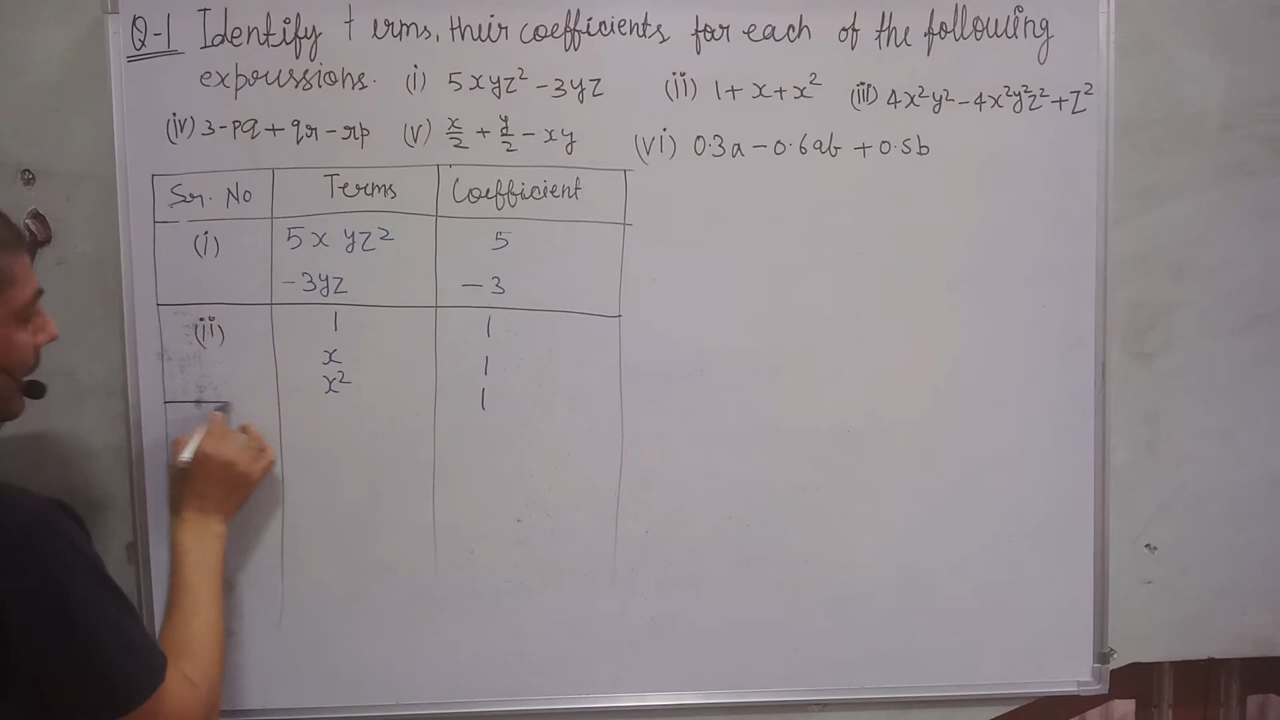 Q-1 Identify terms, their coefficients for each of the following
expressions. (i) 5xyz² - 3yz (ii) 1 + x + x² (iii) 4x²y² - 4x²y²z² + z²
(iv) 3 - pq + qr - rp (v) x/2 + y/2 - xy (vi) 0.3a - 0.6ab + 0.5b
Sr. No Terms Coefficient
(i) 5xyz² 5
-3yz -3
(ii) 1 1
x 1
x² 1